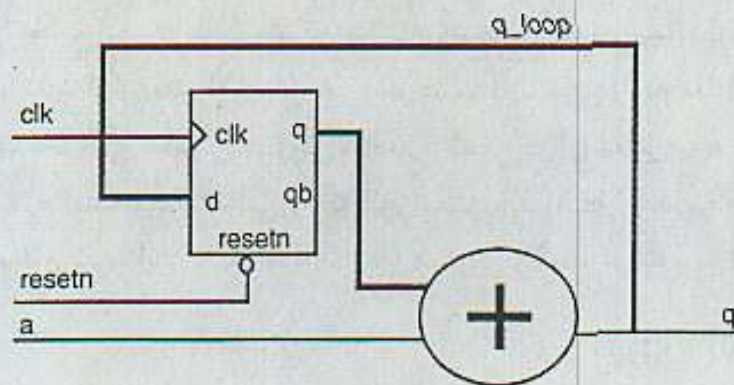 q_loop
clk
clk
q
d
qb
resetn
resetn
a
q
+